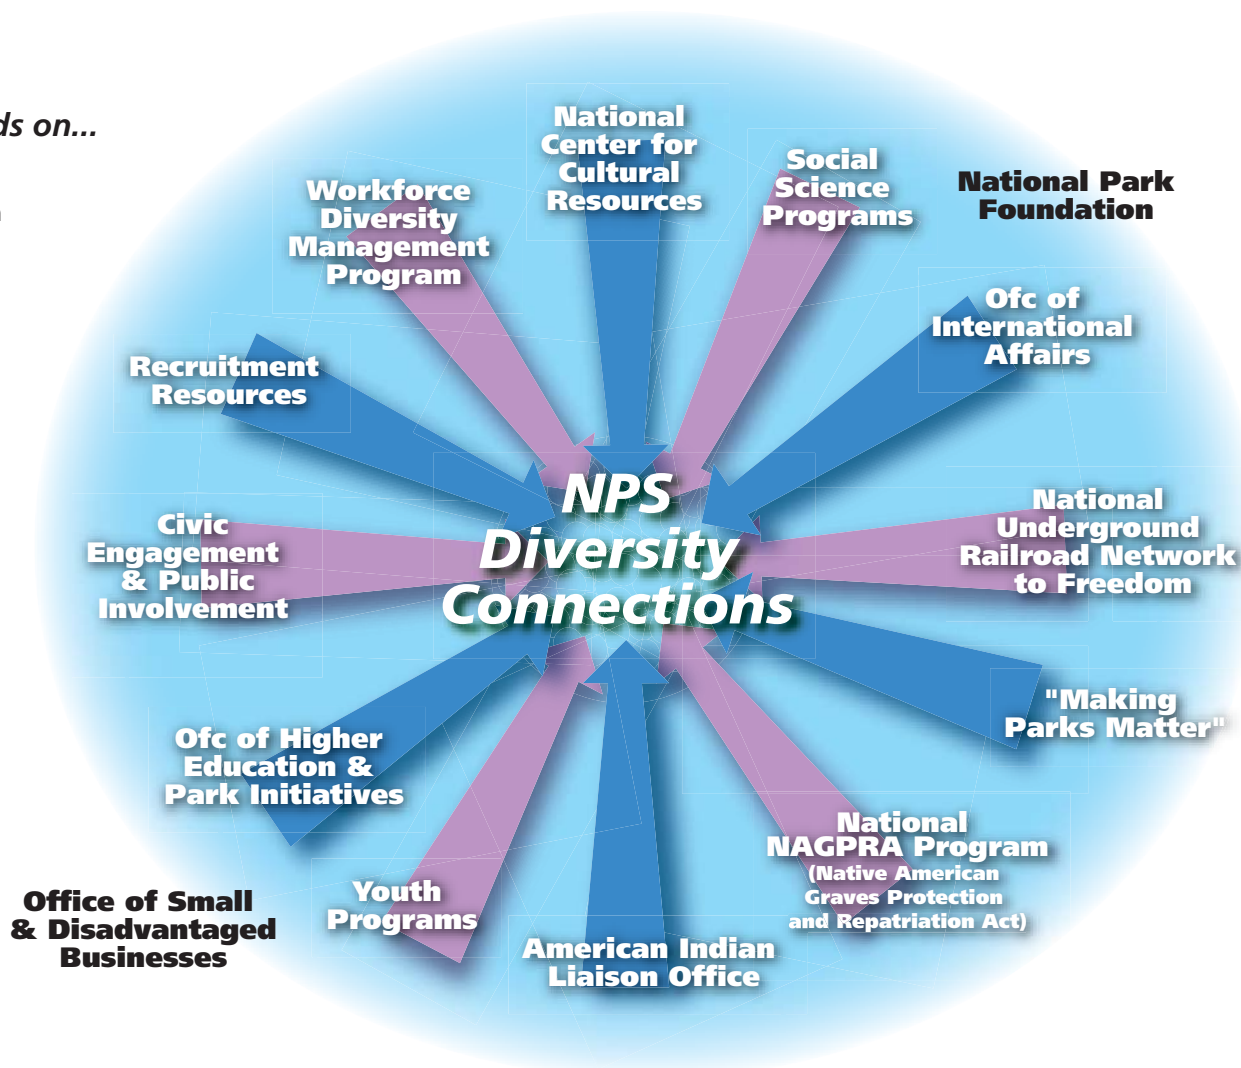 ds on...
National
Center for
Cultural
Resources
Social
Science
Programs
National Park
Foundation
Workforce
Diversity
Management
Program
Ofc of
International
Affairs
Recruitment
Resources
NPS
Diversity
Connections
National
Underground
Railroad Network
to Freedom
Civic
Engagement
& Public
Involvement
"Making
Parks Matter"
Ofc of Higher
Education &
Park Initiatives
National
NAGPRA Program
(Native American
Graves Protection
and Repatriation Act)
Youth
Programs
Office of Small
& Disadvantaged
Businesses
American Indian
Liaison Office